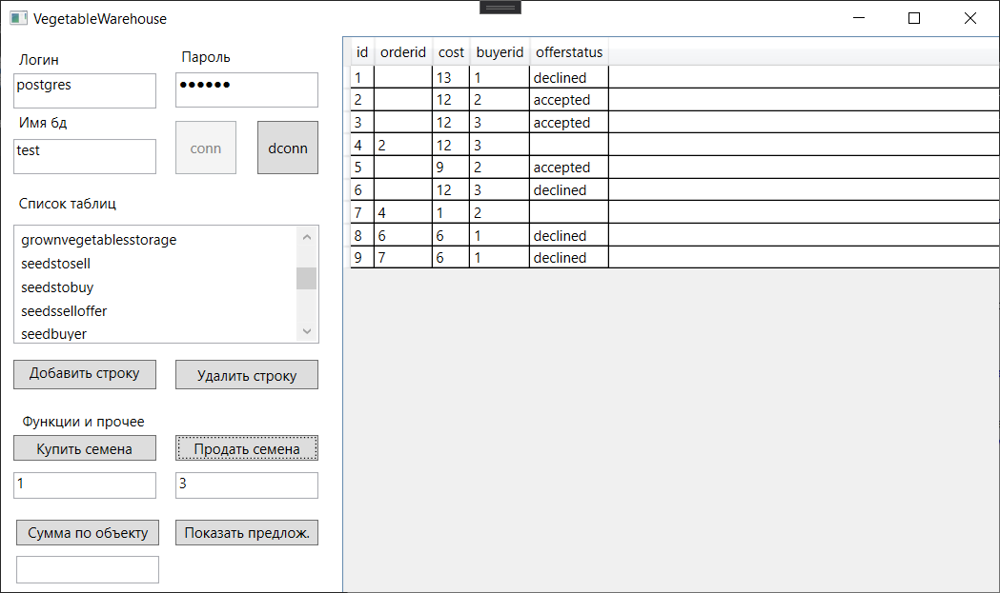 VegetableWarehouse
Логин
Пароль
postgres
●●●●●●
Имя бд
test
conn
dconn
Список таблиц
grownvegetablesstorage
seedstosell
seedstobuy
seedsselloffer
seedbuyer
Добавить строку
Удалить строку
Функции и прочее
Купить семена
Продать семена
1
3
Сумма по объекту
Показать предлож.
id orderid cost buyerid offerstatus
1 13 1 declined
2 12 2 accepted
3 12 3 accepted
4 2 12 3
5 9 2 accepted
6 12 3 declined
7 4 1 2
8 6 6 1 declined
9 7 6 1 declined